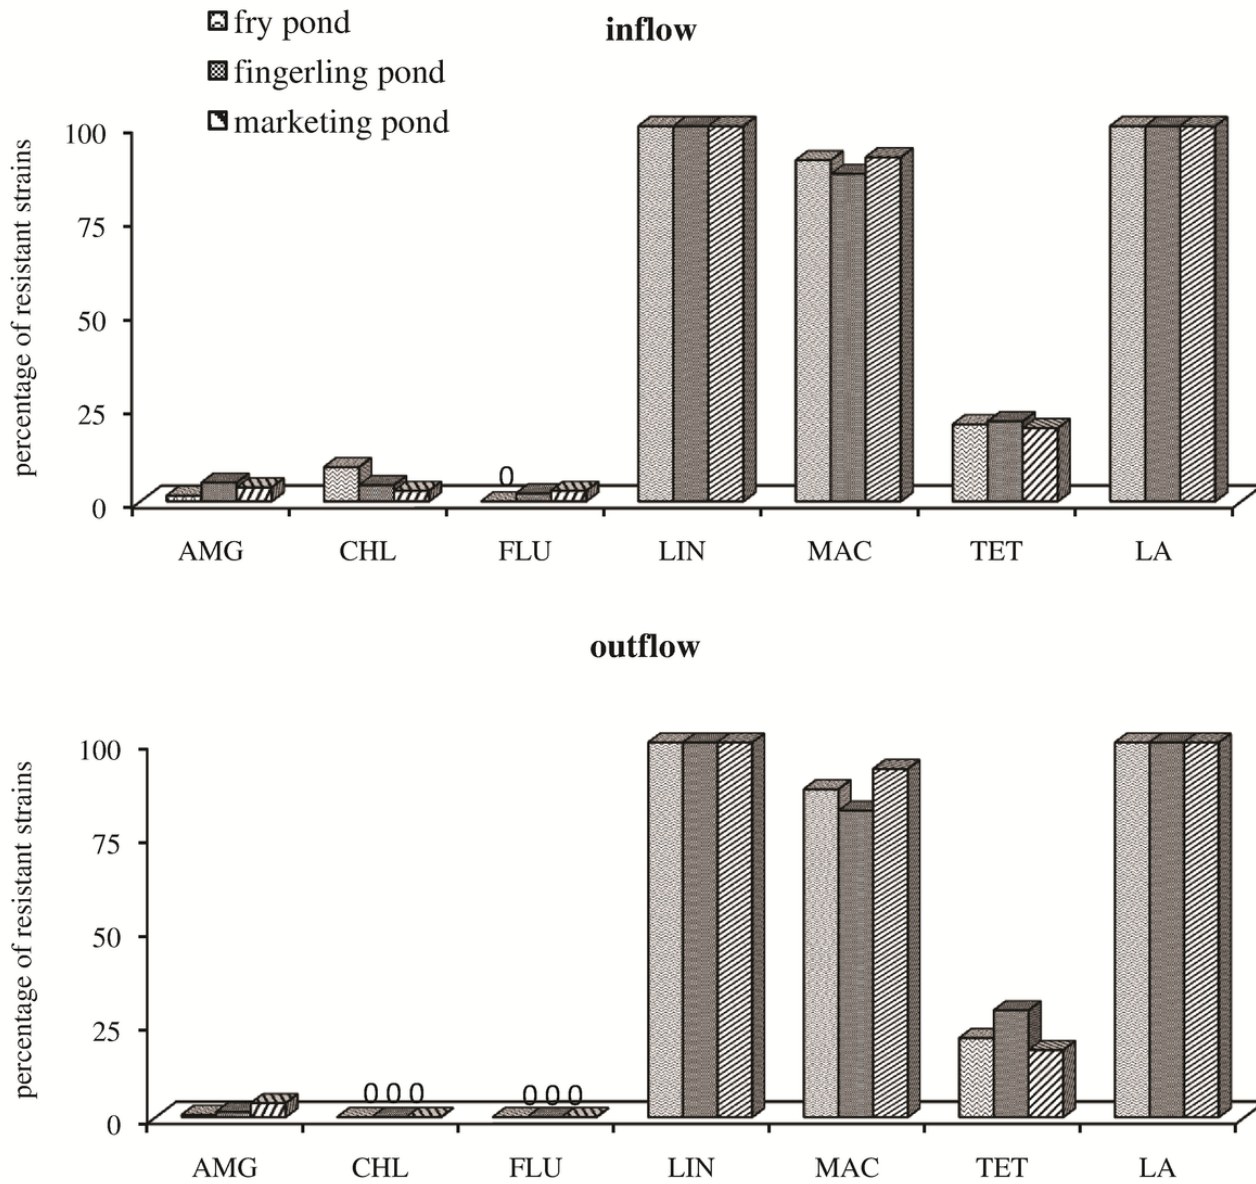 fry pond
inflow
fingerling pond
marketing pond
percentage of resistant strains
100
75
50
25
0
0
AMG CHL FLU LIN MAC TET LA
outflow
percentage of resistant strains
100
75
50
25
0
0 0 0 0 0 0
AMG CHL FLU LIN MAC TET LA